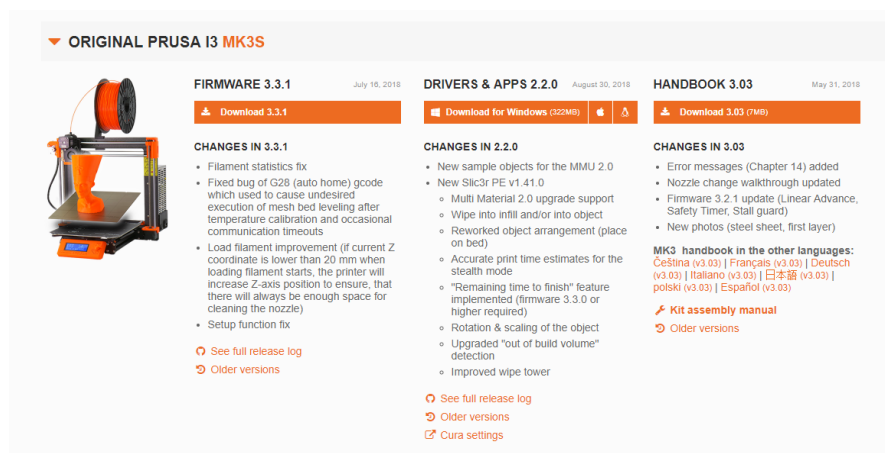 ORIGINAL PRUSA I3 MK3S
FIRMWARE 3.3.1
July 16, 2018
Download 3.3.1
CHANGES IN 3.3.1
Filament statistics fix
Fixed bug of G28 (auto home) gcode
which used to cause undesired
execution of mesh bed leveling after
temperature calibration and occasional
communication timeouts
Load filament improvement (if current Z
coordinate is lower than 20 mm when
loading filament starts, the printer will
increase Z-axis position to ensure, that
there will always be enough space for
cleaning the nozzle)
Setup function fix
See full release log
Older versions
DRIVERS & APPS 2.2.0
August 30, 2018
Download for Windows (322MB)
CHANGES IN 2.2.0
New sample objects for the MMU 2.0
New Slic3r PE v1.41.0
Multi Material 2.0 upgrade support
Wipe into infill and/or into object
Reworked object arrangement (place
on bed)
Accurate print time estimates for the
stealth mode
"Remaining time to finish" feature
implemented (firmware 3.3.0 or
higher required)
Rotation & scaling of the object
Upgraded "out of build volume"
detection
Improved wipe tower
See full release log
Older versions
Cura settings
HANDBOOK 3.03
May 31, 2018
Download 3.03 (7MB)
CHANGES IN 3.03
Error messages (Chapter 14) added
Nozzle change walkthrough updated
Firmware 3.2.1 update (Linear Advance,
Safety Timer, Stall guard)
New photos (steel sheet, first layer)
MK3 handbook in the other languages:
Čeština (v3.03) | Français (v3.03) | Deutsch
(v3.03) | Italiano (v3.03) | 日本語 (v3.03) |
polski (v3.03) | Español (v3.03)
Kit assembly manual
Older versions